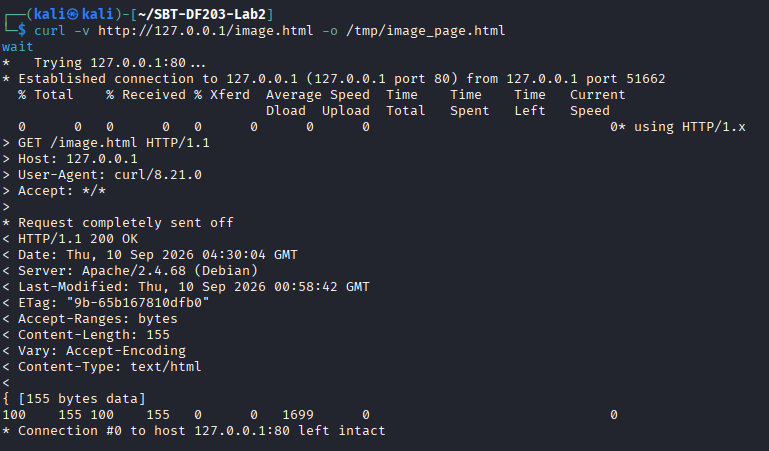 ┌──(kali㉿kali)-[~/SBT-DF203-Lab2]
└─$ curl -v http://127.0.0.1/image.html -o /tmp/image_page.html
wait
*   Trying 127.0.0.1:80...
* Established connection to 127.0.0.1 (127.0.0.1 port 80) from 127.0.0.1 port 51662
  % Total    % Received % Xferd  Average Speed  Time    Time    Time   Current
                                 Dload  Upload  Total   Spent   Left   Speed
  0      0   0      0   0      0      0      0                              0* using HTTP/1.x
> GET /image.html HTTP/1.1
> Host: 127.0.0.1
> User-Agent: curl/8.21.0
> Accept: */*
>
* Request completely sent off
< HTTP/1.1 200 OK
< Date: Thu, 10 Sep 2026 04:30:04 GMT
< Server: Apache/2.4.68 (Debian)
< Last-Modified: Thu, 10 Sep 2026 00:58:42 GMT
< ETag: "9b-65b167810dfb0"
< Accept-Ranges: bytes
< Content-Length: 155
< Vary: Accept-Encoding
< Content-Type: text/html
<
{ [155 bytes data]
100    155 100    155   0      0   1699      0                              0
* Connection #0 to host 127.0.0.1:80 left intact